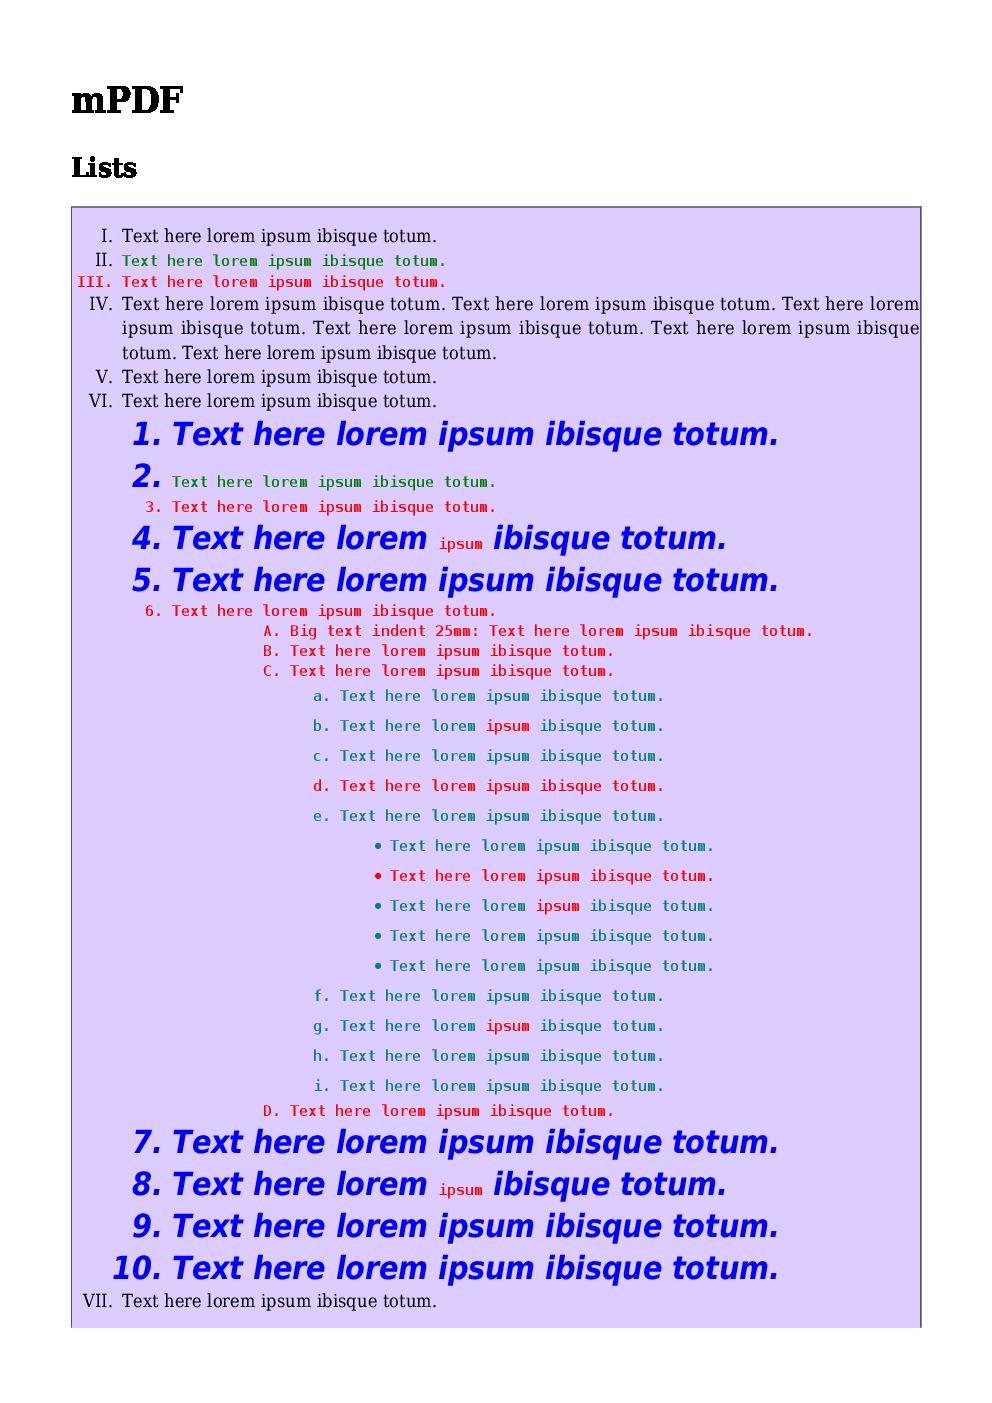 mPDF
Lists
I. Text here lorem ipsum ibisque totum.
II. Text here lorem ipsum ibisque totum.
III. Text here lorem ipsum ibisque totum.
IV. Text here lorem ipsum ibisque totum. Text here lorem ipsum ibisque totum. Text here lorem
ipsum ibisque totum. Text here lorem ipsum ibisque totum. Text here lorem ipsum ibisque
totum. Text here lorem ipsum ibisque totum.
V. Text here lorem ipsum ibisque totum.
VI. Text here lorem ipsum ibisque totum.
1. Text here lorem ipsum ibisque totum.
2. Text here lorem ipsum ibisque totum.
3. Text here lorem ipsum ibisque totum.
4. Text here lorem ipsum ibisque totum.
5. Text here lorem ipsum ibisque totum.
6. Text here lorem ipsum ibisque totum.
A. Big text indent 25mm: Text here lorem ipsum ibisque totum.
B. Text here lorem ipsum ibisque totum.
C. Text here lorem ipsum ibisque totum.
a. Text here lorem ipsum ibisque totum.
b. Text here lorem ipsum ibisque totum.
c. Text here lorem ipsum ibisque totum.
d. Text here lorem ipsum ibisque totum.
e. Text here lorem ipsum ibisque totum.
• Text here lorem ipsum ibisque totum.
• Text here lorem ipsum ibisque totum.
• Text here lorem ipsum ibisque totum.
• Text here lorem ipsum ibisque totum.
• Text here lorem ipsum ibisque totum.
f. Text here lorem ipsum ibisque totum.
g. Text here lorem ipsum ibisque totum.
h. Text here lorem ipsum ibisque totum.
i. Text here lorem ipsum ibisque totum.
D. Text here lorem ipsum ibisque totum.
7. Text here lorem ipsum ibisque totum.
8. Text here lorem ipsum ibisque totum.
9. Text here lorem ipsum ibisque totum.
10. Text here lorem ipsum ibisque totum.
VII. Text here lorem ipsum ibisque totum.